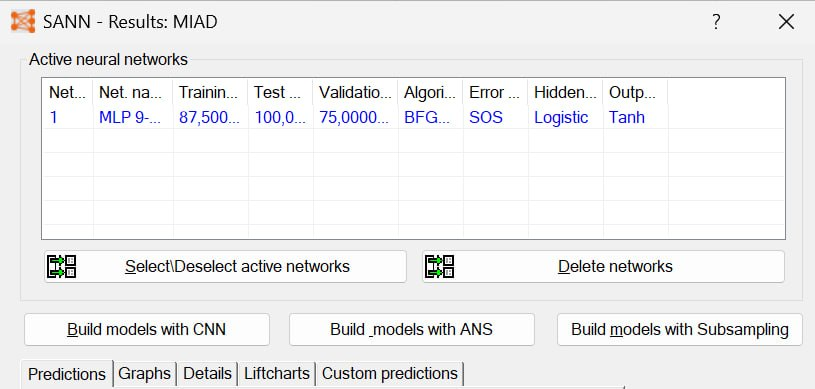 SANN - Results: MIAD ?
Active neural networks
Net... Net. na... Trainin... Test ... Validatio... Algori... Error ... Hidden... Outp...
1 MLP 9-... 87,500... 100,0... 75,0000... BFG... SOS Logistic Tanh
Select\Deselect active networks Delete networks
Build models with CNN Build models with ANS Build models with Subsampling
Predictions Graphs Details Liftcharts Custom predictions